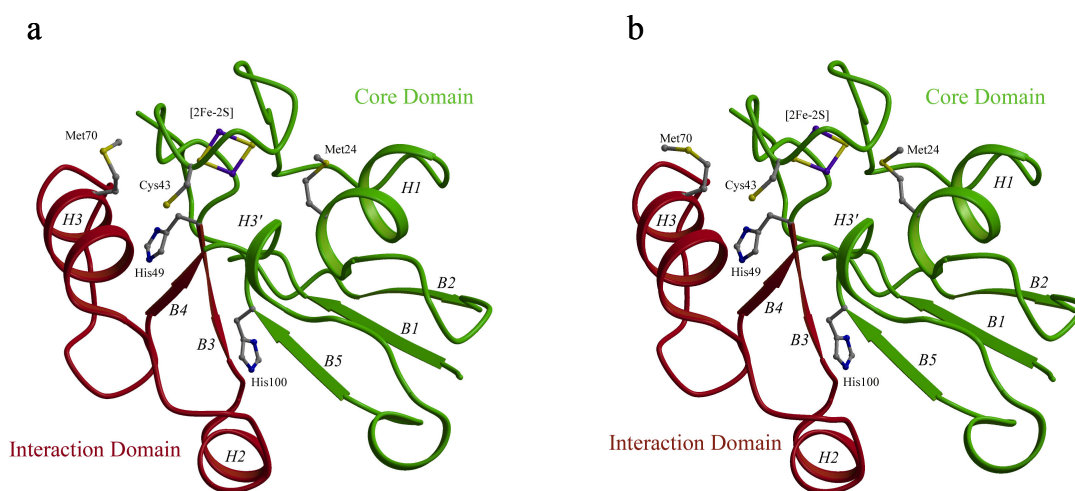 a
Core Domain
[2Fe-2S]
Met70
Met24
Cys43
H1
H3
H3'
His49
B2
B4
B1
B3
B5
His100
Interaction Domain
H2
b
Core Domain
[2Fe-2S]
Met70
Met24
Cys43
H1
H3
H3'
His49
B2
B4
B1
B3
B5
His100
Interaction Domain
H2